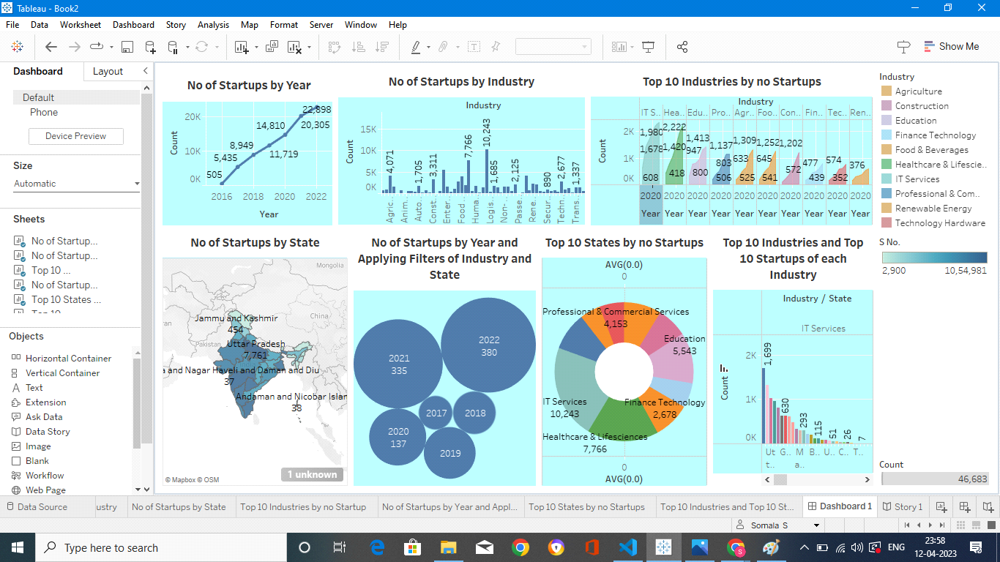 Tableau - Book2
File Data Worksheet Dashboard Story Analysis Map Format Server Window Help
Show Me
Dashboard Layout
Default
Phone
Device Preview
Size
Automatic
Sheets
No of Startup...
No of Startup...
Top 10 ...
No of Startup...
Top 10 States ...
Objects
Horizontal Container
Vertical Container
Text
Extension
Ask Data
Data Story
Image
Blank
Workflow
Web Page
No of Startups by Year
Count
20K
10K
0K
505
5,435
8,949
11,719
14,810
20,305
22,898
2016 2018 2020 2022
Year
No of Startups by Industry
Industry
Count
15K
10K
5K
0K
4,071
1,705
3,311
7,766
10,243
1,685
2,125
890
2,677
1,337
Agric..
Anim..
Auto..
Const..
Enter..
Food..
Huma..
Logis..
Non-..
Passe..
Rene..
Secur..
Techn..
Trans..
Top 10 Industries by no Startups
Industry
IT S.. Hea.. Edu.. Pro.. Agr.. Foo.. Con.. Fin.. Tec.. Ren..
Count
2K
1K
0K
1,980
1,678
608
2,222
1,420
418
1,413
947
800
1,137
803
506
1,309
633
525
1,252
645
541
1,202
572
477
439
574
352
376
2020 2020 2020 2020 2020 2020 2020 2020 2020 2020
Year Year Year Year Year Year Year Year Year Year
Industry
Agriculture
Construction
Education
Finance Technology
Food & Beverages
Healthcare & Lifescie..
IT Services
Professional & Com..
Renewable Energy
Technology Hardware
S No.
2,900 10,54,981
Count
46,683
No of Startups by State
Mongolia
China
Pakistan
Jammu and Kashmir
454
Uttar Pradesh
7,761
a and Nagar Haveli and Daman and Diu
37
Andaman and Nicobar Islan
38
© Mapbox © OSM
1 unknown
No of Startups by Year and
Applying Filters of Industry and
State
2022
380
2021
335
2017
2018
2020
137
2019
Top 10 States by no Startups
AVG(0.0)
0
Professional & Commercial Services
4,153
Education
5,543
IT Services
10,243
Finance Technology
2,678
Healthcare & Lifesciences
7,766
0
AVG(0.0)
Top 10 Industries and Top
10 Startups of each
Industry
Industry / State
IT Services
Count
2K
1K
0K
1,699
630
293
115
51
26
7
Ut t.. G.. M a.. B.. U.. C.. T..
Data Source ustry No of Startups by State Top 10 Industries by no Startup No of Startups by Year and Appl... Top 10 States by no Startups Top 10 Industries and Top 10 St... Dashboard 1 Story 1
Somala S
Type here to search
ENG
23:58
12-04-2023